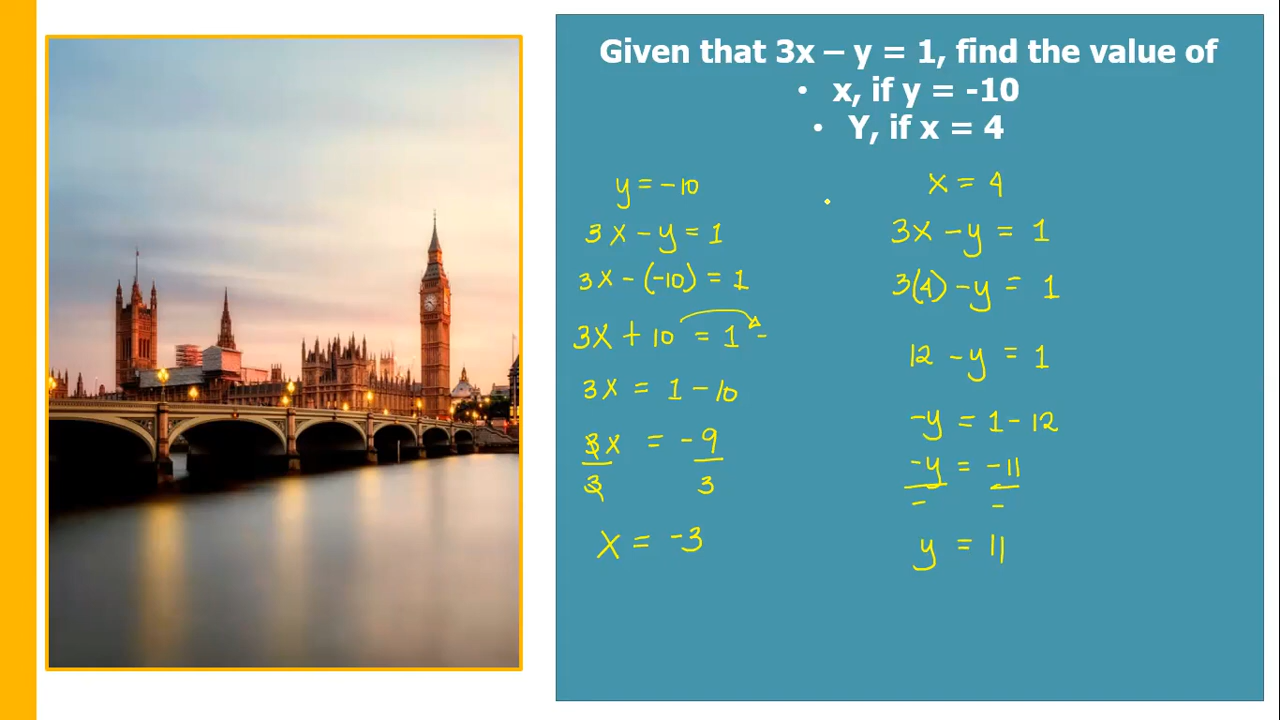 Given that 3x – y = 1, find the value of
• x, if y = -10
• Y, if x = 4
y = -10
3x - y = 1
3x - (-10) = 1
3x + 10 = 1 -
3x = 1 - 10
3x = -9
3 3
x = -3
x = 4
3x - y = 1
3(4) - y = 1
12 - y = 1
-y = 1 - 12
-y = -11
- -
y = 11